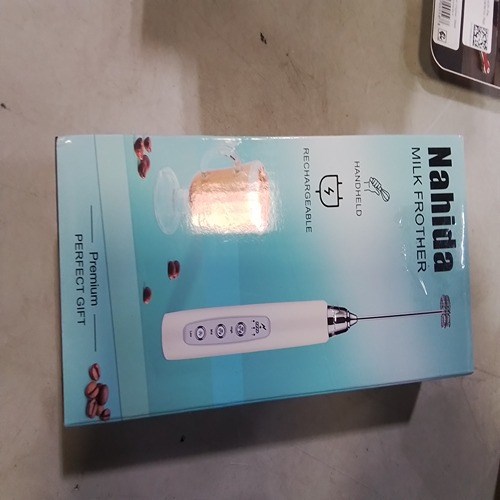 Nahida
MILK FROTHER
HANDHELD
RECHARGEABLE
Premium
PERFECT GIFT